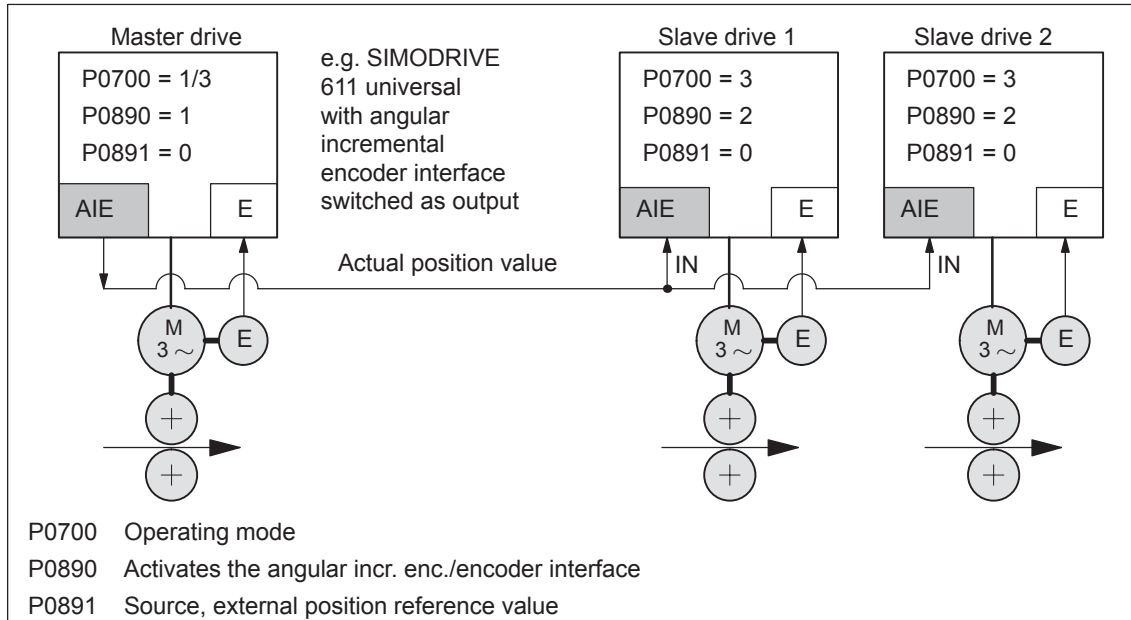 Master drive
P0700 = 1/3
P0890 = 1
P0891 = 0
AIE
E
e.g. SIMODRIVE
611 universal
with angular
incremental
encoder interface
switched as output
Slave drive 1
P0700 = 3
P0890 = 2
P0891 = 0
AIE
E
Slave drive 2
P0700 = 3
P0890 = 2
P0891 = 0
AIE
E
Actual position value
IN
IN
M
3 ~
E
M
3 ~
E
M
3 ~
E
+
+
+
+
+
+
P0700 Operating mode
P0890 Activates the angular incr. enc./encoder interface
P0891 Source, external position reference value